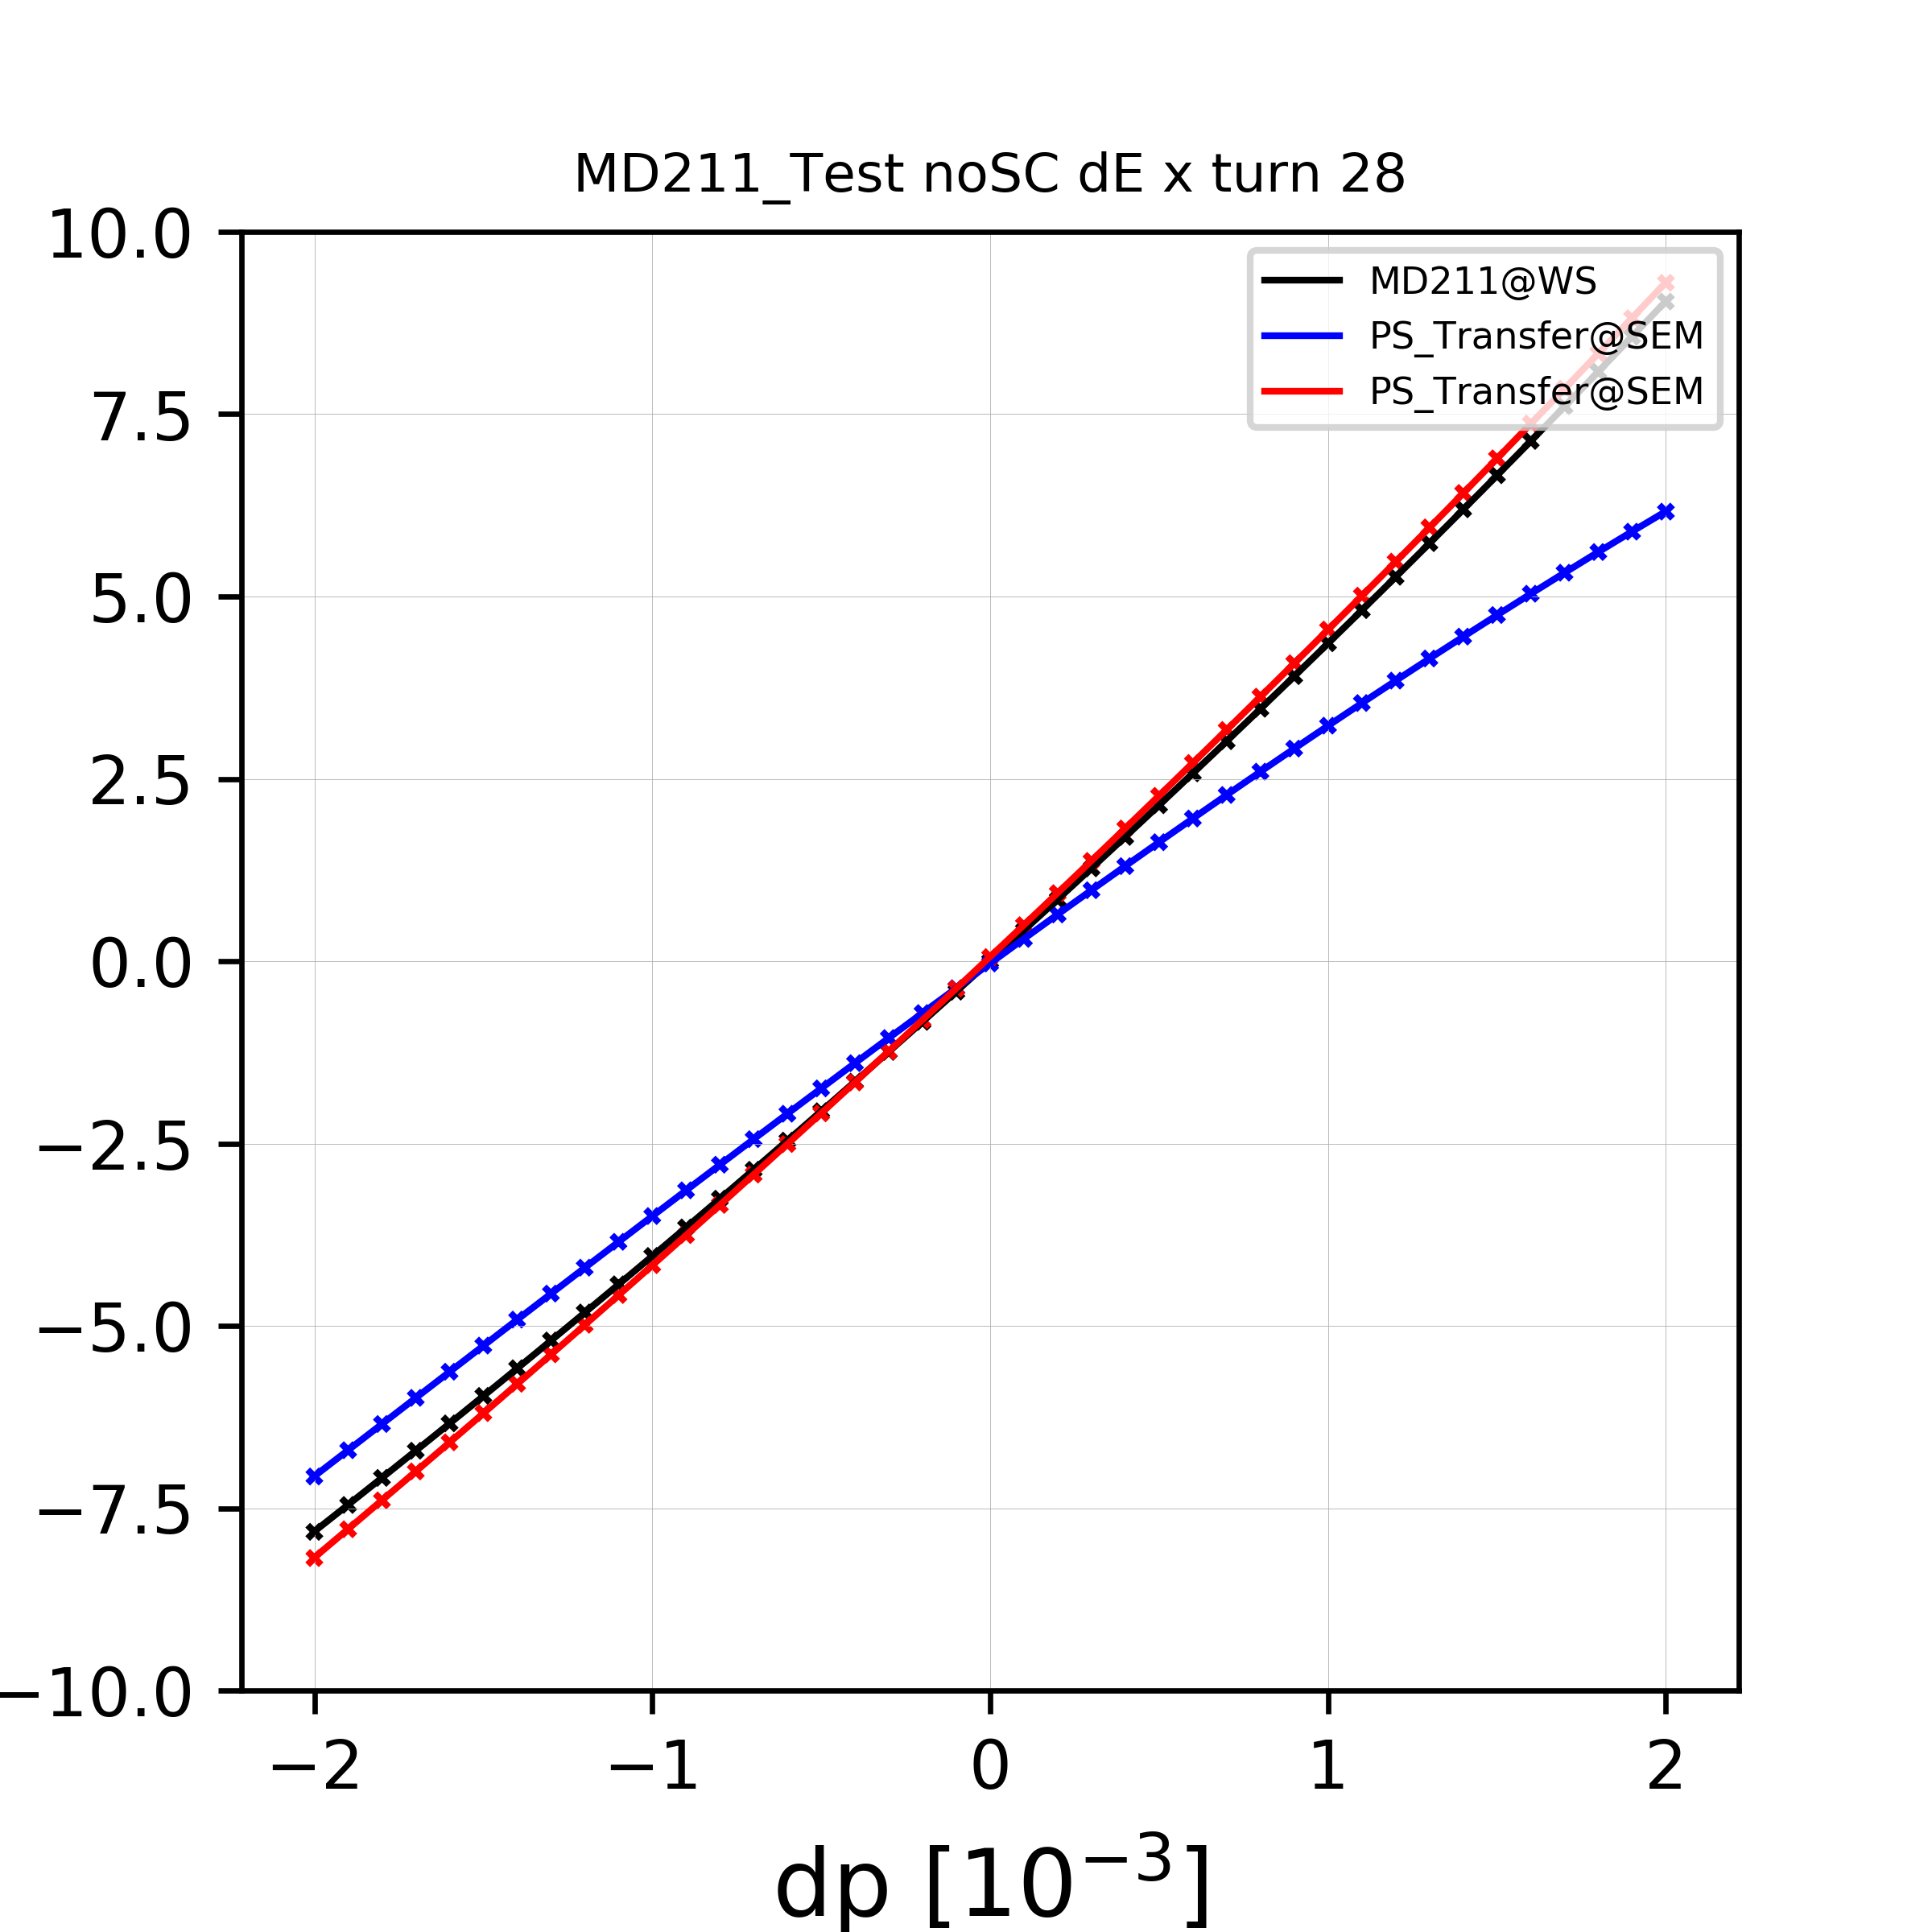 MD211_Test noSC dE x turn 28
10.0
7.5
5.0
2.5
0.0
−2.5
−5.0
−7.5
−10.0
MD211@WS
PS_Transfer@SEM
PS_Transfer@SEM
−2 −1 0 1 2
dp [10⁻³]